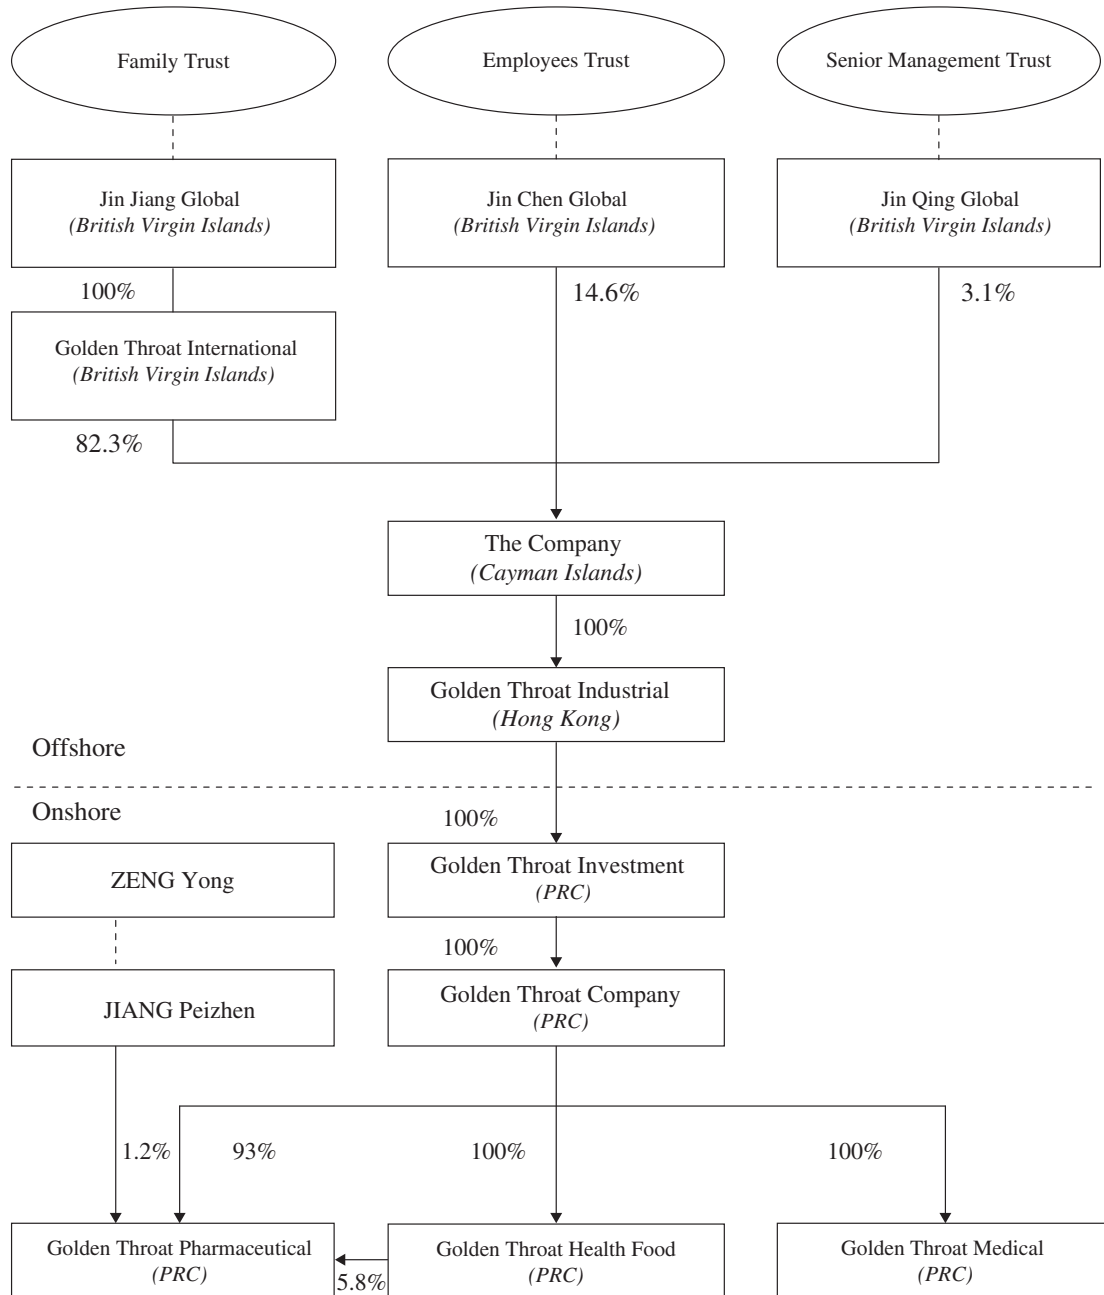 Family Trust
Employees Trust
Senior Management Trust
Jin Jiang Global
(British Virgin Islands)
Jin Chen Global
(British Virgin Islands)
Jin Qing Global
(British Virgin Islands)
100%
14.6%
3.1%
Golden Throat International
(British Virgin Islands)
82.3%
The Company
(Cayman Islands)
100%
Golden Throat Industrial
(Hong Kong)
Offshore
Onshore
100%
ZENG Yong
Golden Throat Investment
(PRC)
100%
JIANG Peizhen
Golden Throat Company
(PRC)
1.2%
93%
100%
100%
Golden Throat Pharmaceutical
(PRC)
5.8%
Golden Throat Health Food
(PRC)
Golden Throat Medical
(PRC)